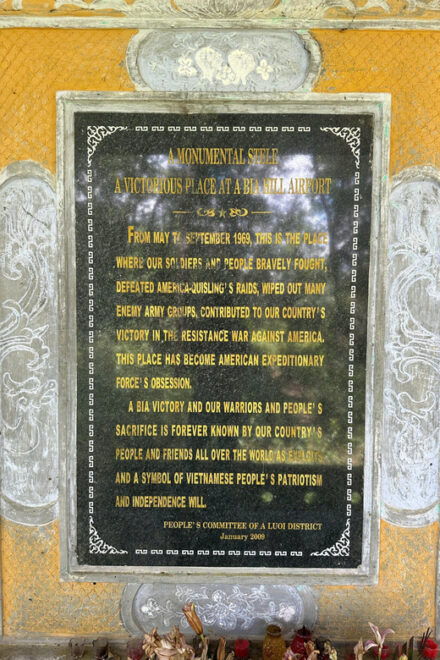 A MONUMENTAL STELE
A VICTORIOUS PLACE AT A BIA HILL AIRPORT
FROM MAY TO SEPTEMBER 1969, THIS IS THE PLACE
WHERE OUR SOLDIERS AND PEOPLE BRAVELY FOUGHT,
DEFEATED AMERICA-QUISLING'S RAIDS, WIPED OUT MANY
ENEMY ARMY GROUPS, CONTRIBUTED TO OUR COUNTRY'S
VICTORY IN THE RESISTANCE WAR AGAINST AMERICA.
THIS PLACE HAS BECOME AMERICAN EXPEDITIONARY
FORCE'S OBSESSION.
A BIA VICTORY AND OUR WARRIORS AND PEOPLE'S
SACRIFICE IS FOREVER KNOWN BY OUR COUNTRY'S
PEOPLE AND FRIENDS ALL OVER THE WORLD AS EXPLOITS
AND A SYMBOL OF VIETNAMESE PEOPLE'S PATRIOTISM
AND INDEPENDENCE WILL.
PEOPLE'S COMMITTEE OF A LUOI DISTRICT
January 2009